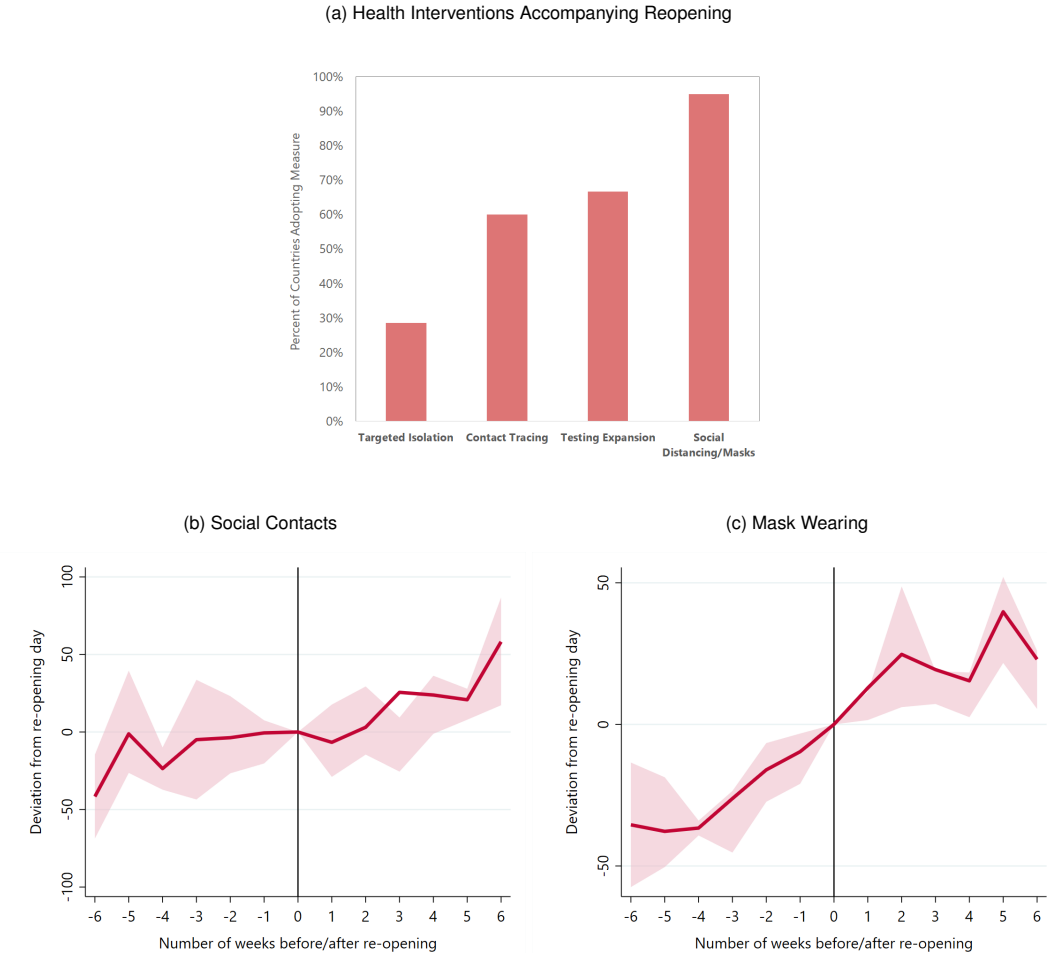 (a) Health Interventions Accompanying Reopening
Percent of Countries Adopting Measure
100%
90%
80%
70%
60%
50%
40%
30%
20%
10%
0%
Targeted Isolation Contact Tracing Testing Expansion Social
Distancing/Masks
(b) Social Contacts
Deviation from re-opening day
100
50
0
-50
-100
-6 -5 -4 -3 -2 -1 0 1 2 3 4 5 6
Number of weeks before/after re-opening
(c) Mask Wearing
Deviation from re-opening day
50
0
-50
-6 -5 -4 -3 -2 -1 0 1 2 3 4 5 6
Number of weeks before/after re-opening